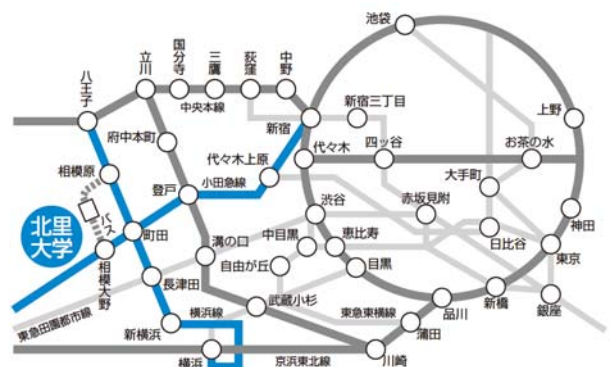 池袋
中野
荻窪
三鷹
国分寺
立川
八王子
中央本線
新宿
新宿三丁目
上野
府中本町
代々木上原
代々木
四ッ谷
お茶の水
相模原
登戸
小田急線
大手町
バス
北里
大学
渋谷
赤坂見附
神田
町田
溝の口
中目黒
恵比寿
日比谷
東京
相模大野
自由が丘
目黒
長津田
品川
新橋
銀座
東急田園都市線
武蔵小杉
横浜線
東急東横線
新横浜
蒲田
横浜
京浜東北線
川崎